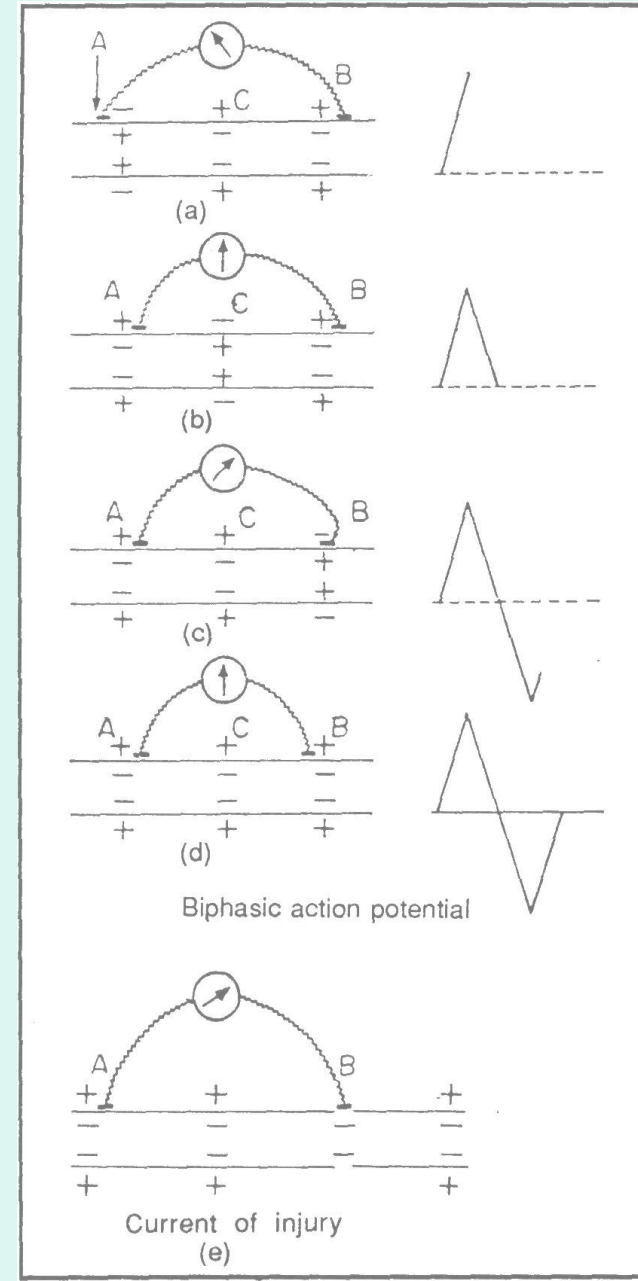 A
B
C
− + −
+ − −
+ − −
− + +
(a)
A
B
C
+ − +
− + −
− + −
+ − +
(b)
A
B
C
+ + −
− − +
− − +
+ + −
(c)
A
C
B
+ + +
− − −
− − −
+ + +
(d)
Biphasic action potential
A
B
+ + +
− − − −
− − − −
+ + +
Current of injury
(e)